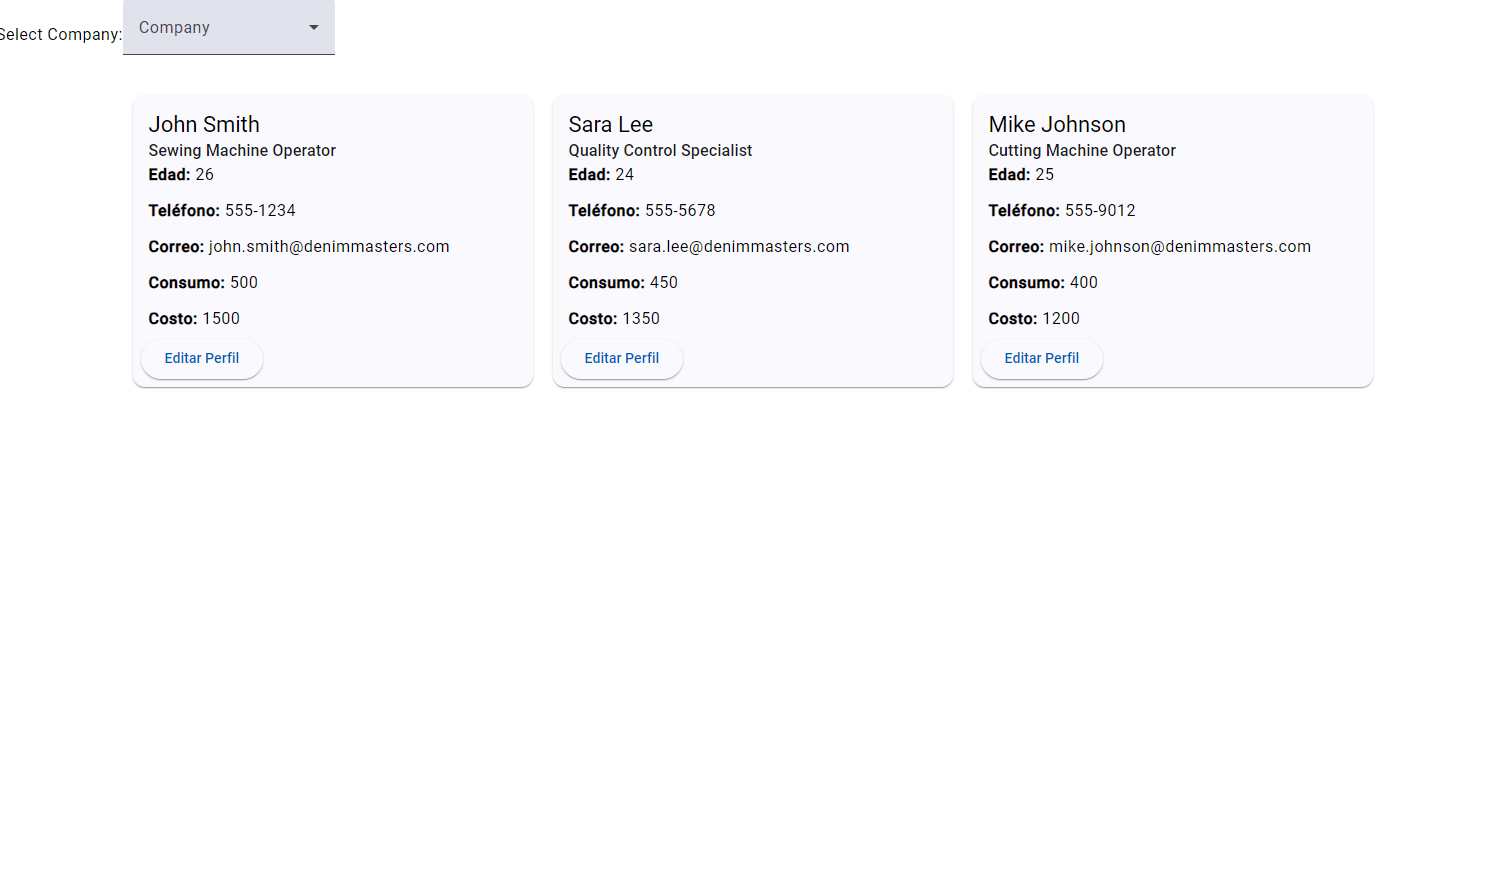 Select Company:
Company
John Smith
Sewing Machine Operator
Edad: 26
Teléfono: 555-1234
Correo: john.smith@denimmasters.com
Consumo: 500
Costo: 1500
Editar Perfil
Sara Lee
Quality Control Specialist
Edad: 24
Teléfono: 555-5678
Correo: sara.lee@denimmasters.com
Consumo: 450
Costo: 1350
Editar Perfil
Mike Johnson
Cutting Machine Operator
Edad: 25
Teléfono: 555-9012
Correo: mike.johnson@denimmasters.com
Consumo: 400
Costo: 1200
Editar Perfil